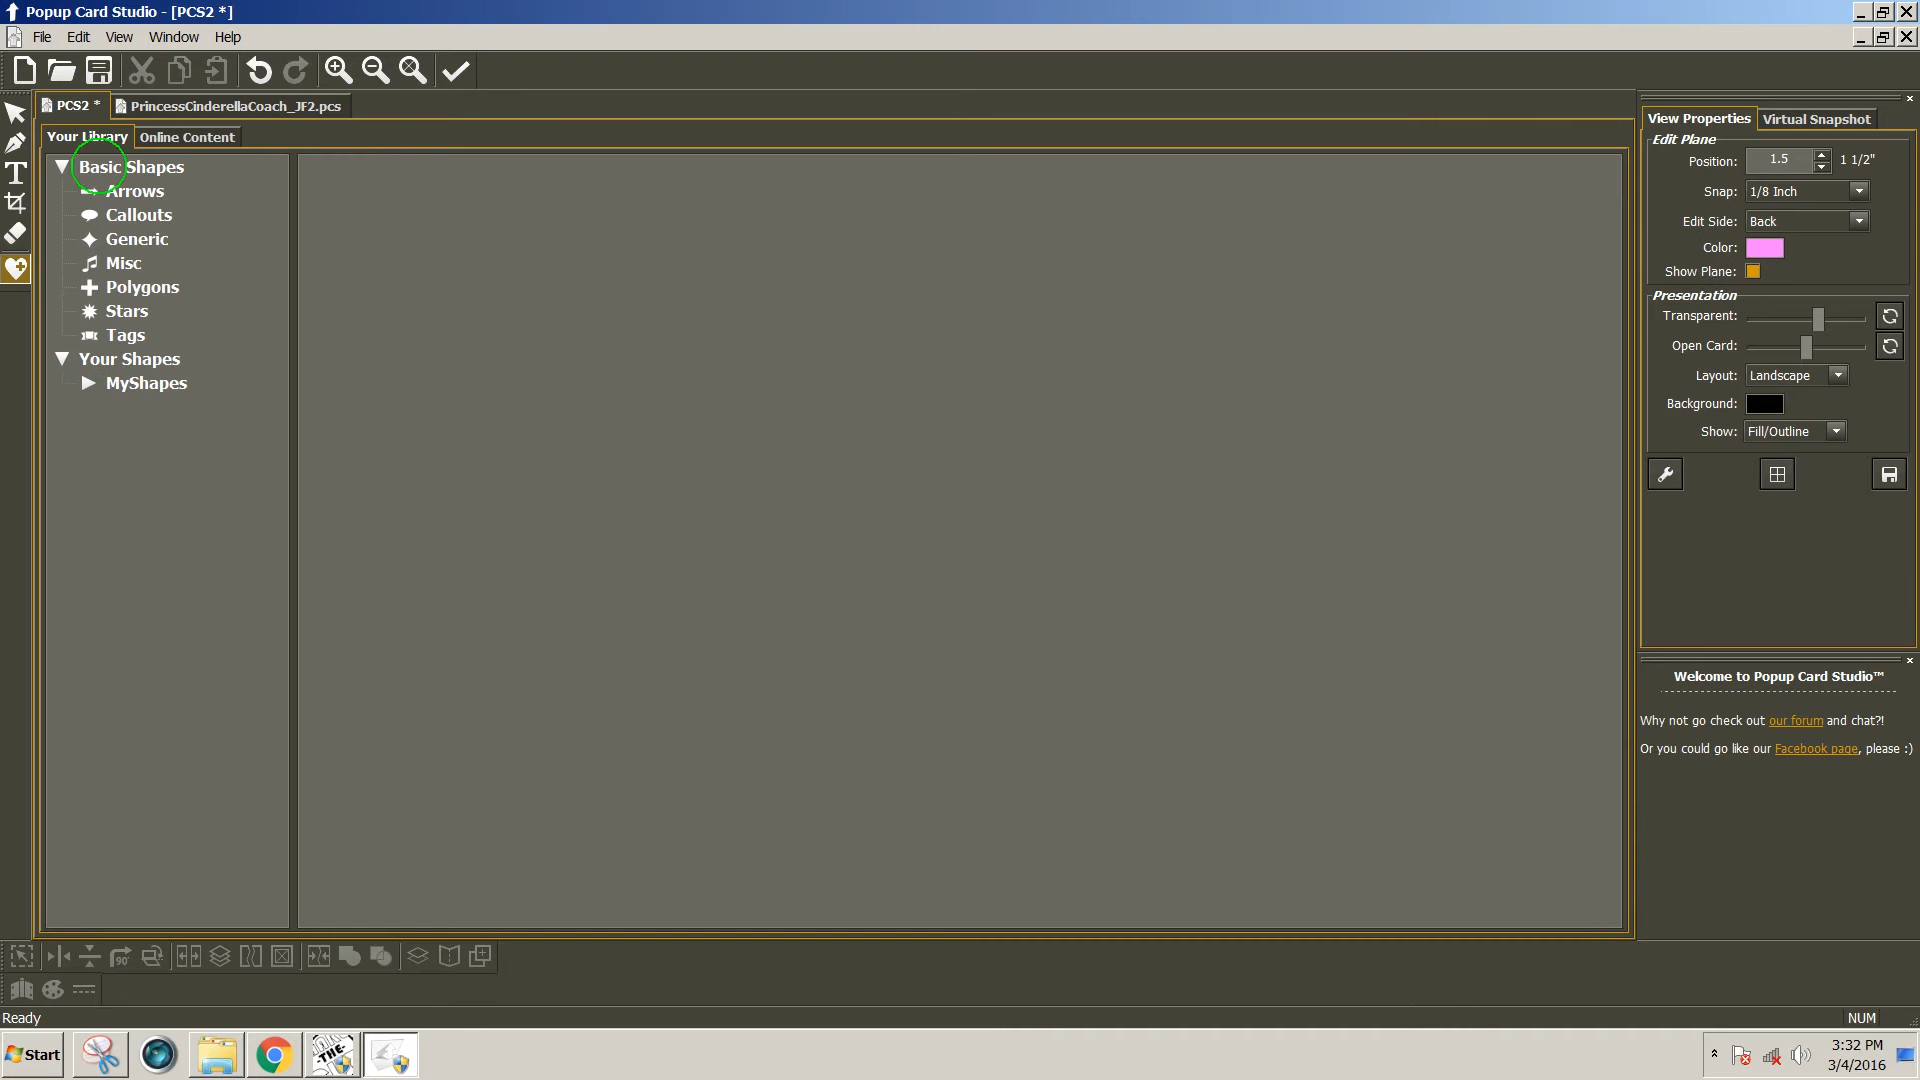 Popup Card Studio - [PCS2 *]
File Edit View Window Help
PCS2 * PrincessCinderellaCoach_JF2.pcs
Your Library Online Content
Basic Shapes
Arrows
Callouts
Generic
Misc
Polygons
Stars
Tags
Your Shapes
MyShapes
View Properties Virtual Snapshot
Edit Plane
Position: 1.5 1 1/2"
Snap: 1/8 Inch
Edit Side: Back
Color:
Show Plane:
Presentation
Transparent:
Open Card:
Layout: Landscape
Background:
Show: Fill/Outline
Welcome to Popup Card Studio™
Why not go check out our forum and chat?!
Or you could go like our Facebook page, please :)
90°
Ready NUM
Start
-THE-
3:32 PM
3/4/2016